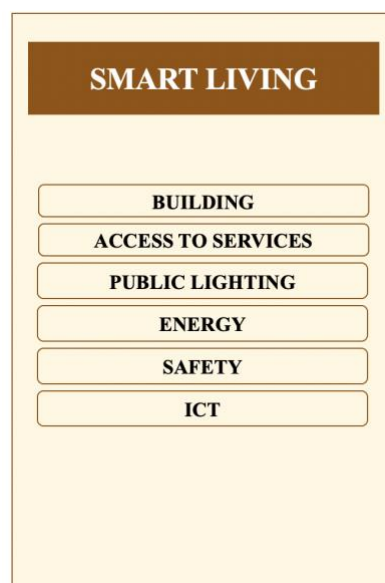 SMART LIVING
BUILDING
ACCESS TO SERVICES
PUBLIC LIGHTING
ENERGY
SAFETY
ICT